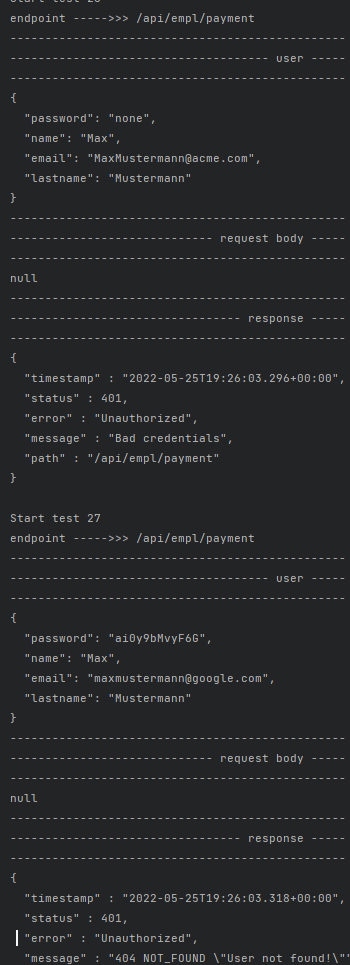 Start test 26
endpoint ----->>> /api/empl/payment
------------------------------------------------
------------------------------------- user -----
------------------------------------------------
{
  "password": "none",
  "name": "Max",
  "email": "MaxMustermann@acme.com",
  "lastname": "Mustermann"
}
------------------------------------------------
----------------------------- request body -----
------------------------------------------------
null
------------------------------------------------
--------------------------------- response -----
------------------------------------------------
{
  "timestamp" : "2022-05-25T19:26:03.296+00:00",
  "status" : 401,
  "error" : "Unauthorized",
  "message" : "Bad credentials",
  "path" : "/api/empl/payment"
}

Start test 27
endpoint ----->>> /api/empl/payment
------------------------------------------------
------------------------------------- user -----
------------------------------------------------
{
  "password": "ai0y9bMvyF6G",
  "name": "Max",
  "email": "maxmustermann@google.com",
  "lastname": "Mustermann"
}
------------------------------------------------
----------------------------- request body -----
------------------------------------------------
null
------------------------------------------------
--------------------------------- response -----
------------------------------------------------
{
  "timestamp" : "2022-05-25T19:26:03.318+00:00",
  "status" : 401,
  "error" : "Unauthorized",
  "message" : "404 NOT_FOUND \"User not found!\""